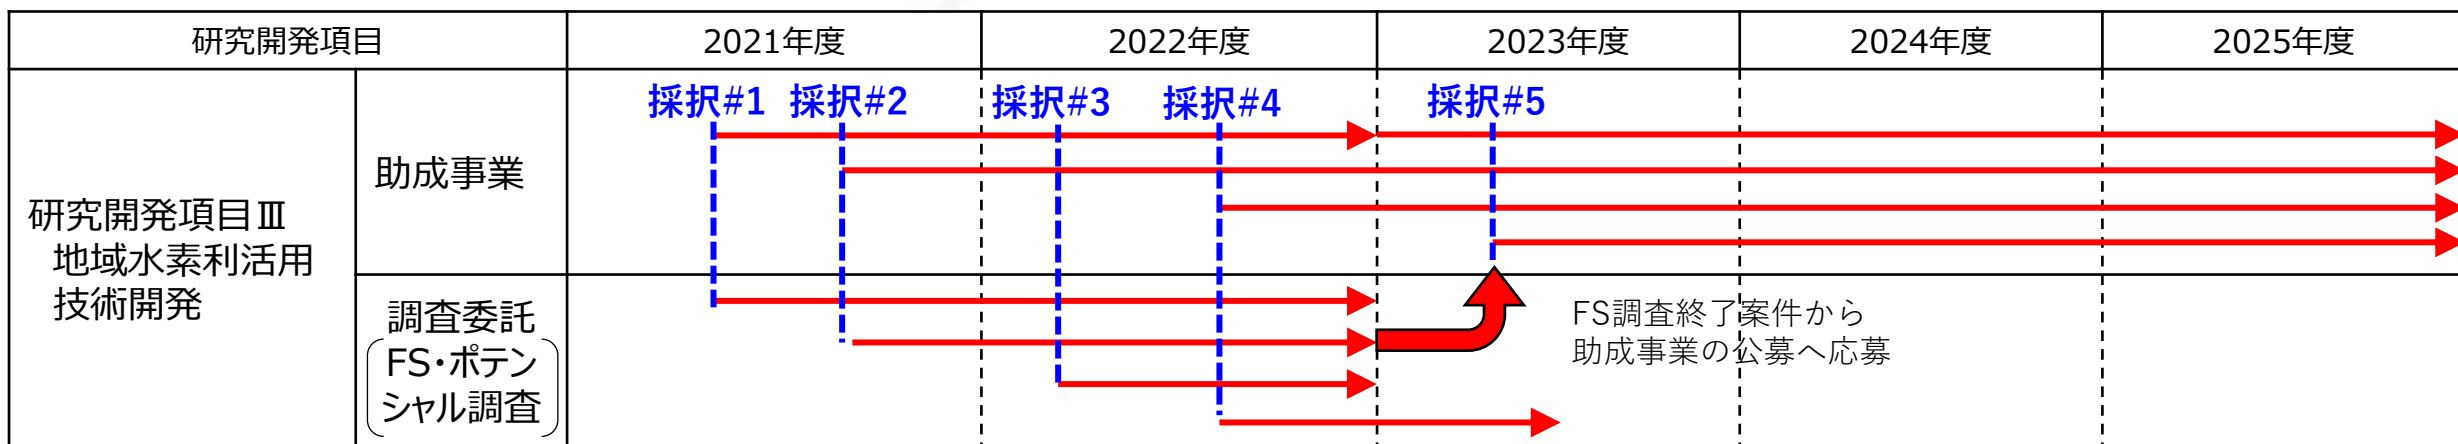 研究開発項目
2021年度
2022年度
2023年度
2024年度
2025年度
採択#1
採択#2
採択#3
採択#4
採択#5
研究開発項目Ⅲ
地域水素利活用
技術開発
助成事業
調査委託
FS・ポテン
シャル調査
FS調査終了案件から
助成事業の公募へ応募